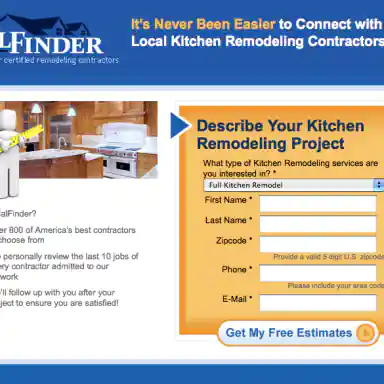 LFINDER
r certified remodeling contractors
It's Never Been Easier to Connect with
Local Kitchen Remodeling Contractors
Describe Your Kitchen
Remodeling Project
What type of Kitchen Remodeling services are
you interested in? *
Full Kitchen Remodel
First Name *
Last Name *
Zipcode *
Provide a valid 5 digit U.S. zipcode
Phone *
Please include your area code
E-Mail *
Get My Free Estimates
alFinder?
er 800 of America's best contractors
choose from
personally review the last 10 jobs of
ery contractor admitted to our
work
'll follow up with you after your
ject to ensure you are satisfied!